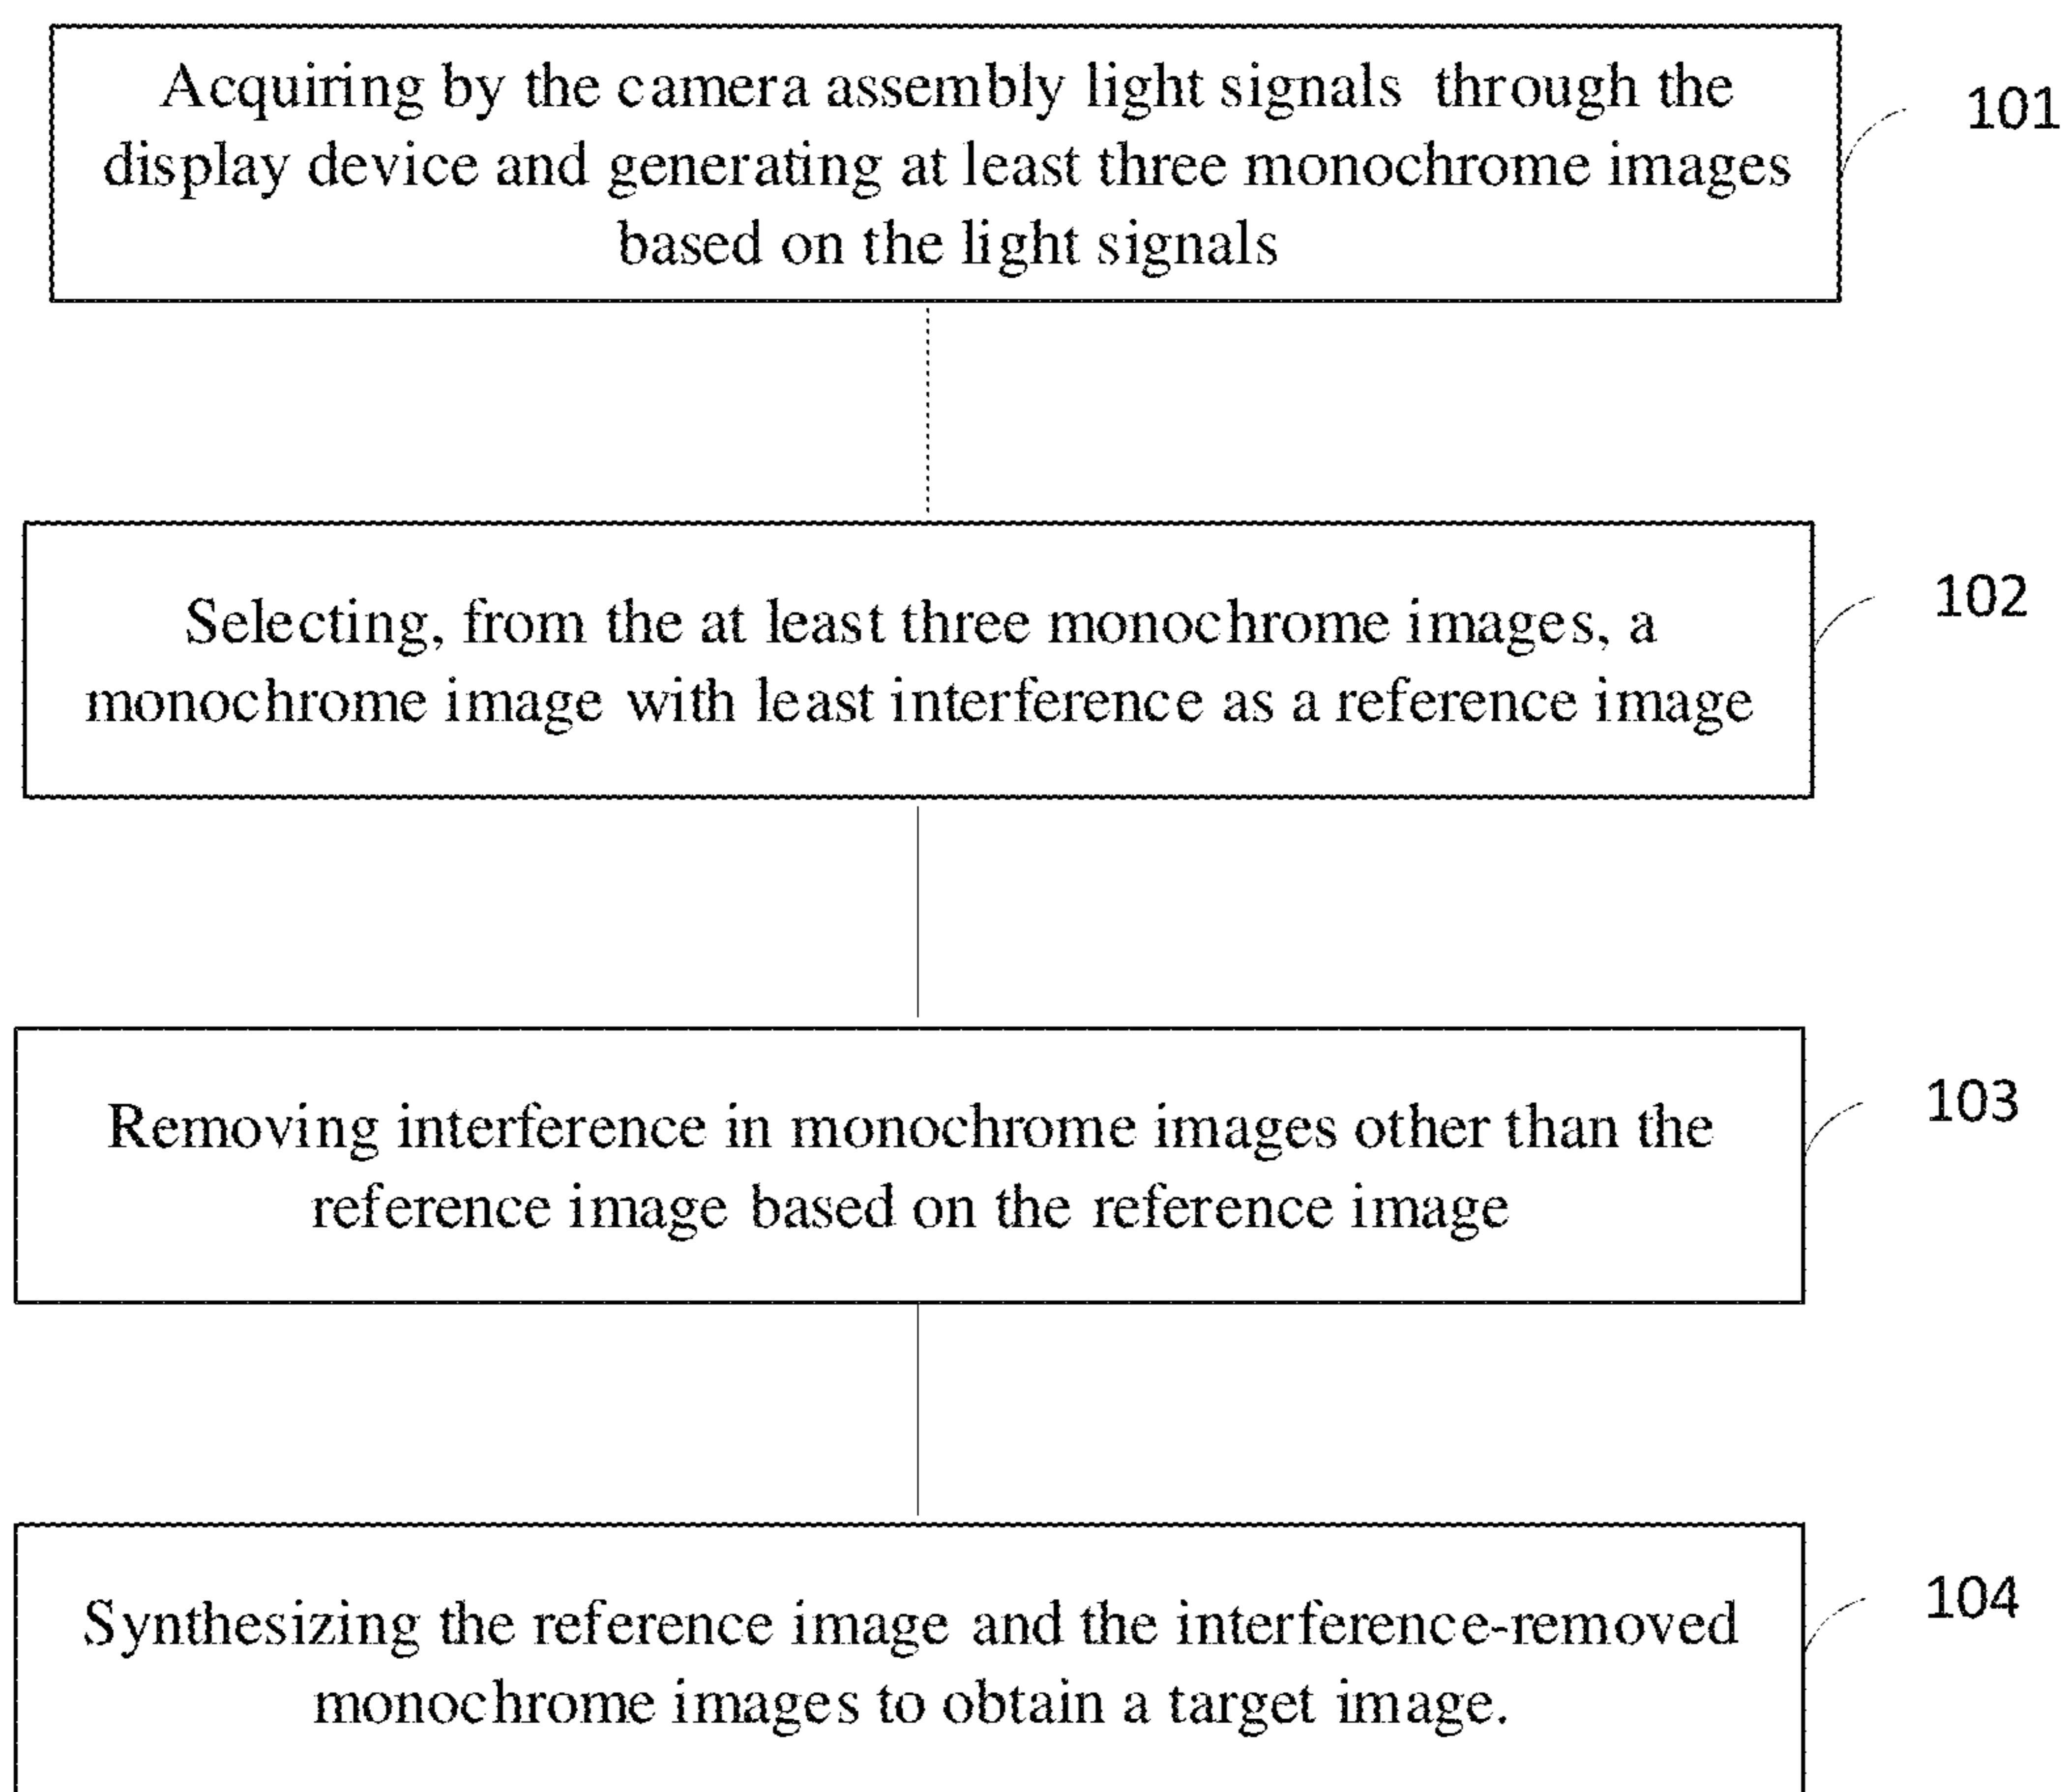 Acquiring by the camera assembly light signals through the
display device and generating at least three monochrome images
based on the light signals
101
Selecting, from the at least three monochrome images, a
monochrome image with least interference as a reference image
102
Removing interference in monochrome images other than the
reference image based on the reference image
103
Synthesizing the reference image and the interference-removed
monochrome images to obtain a target image.
104